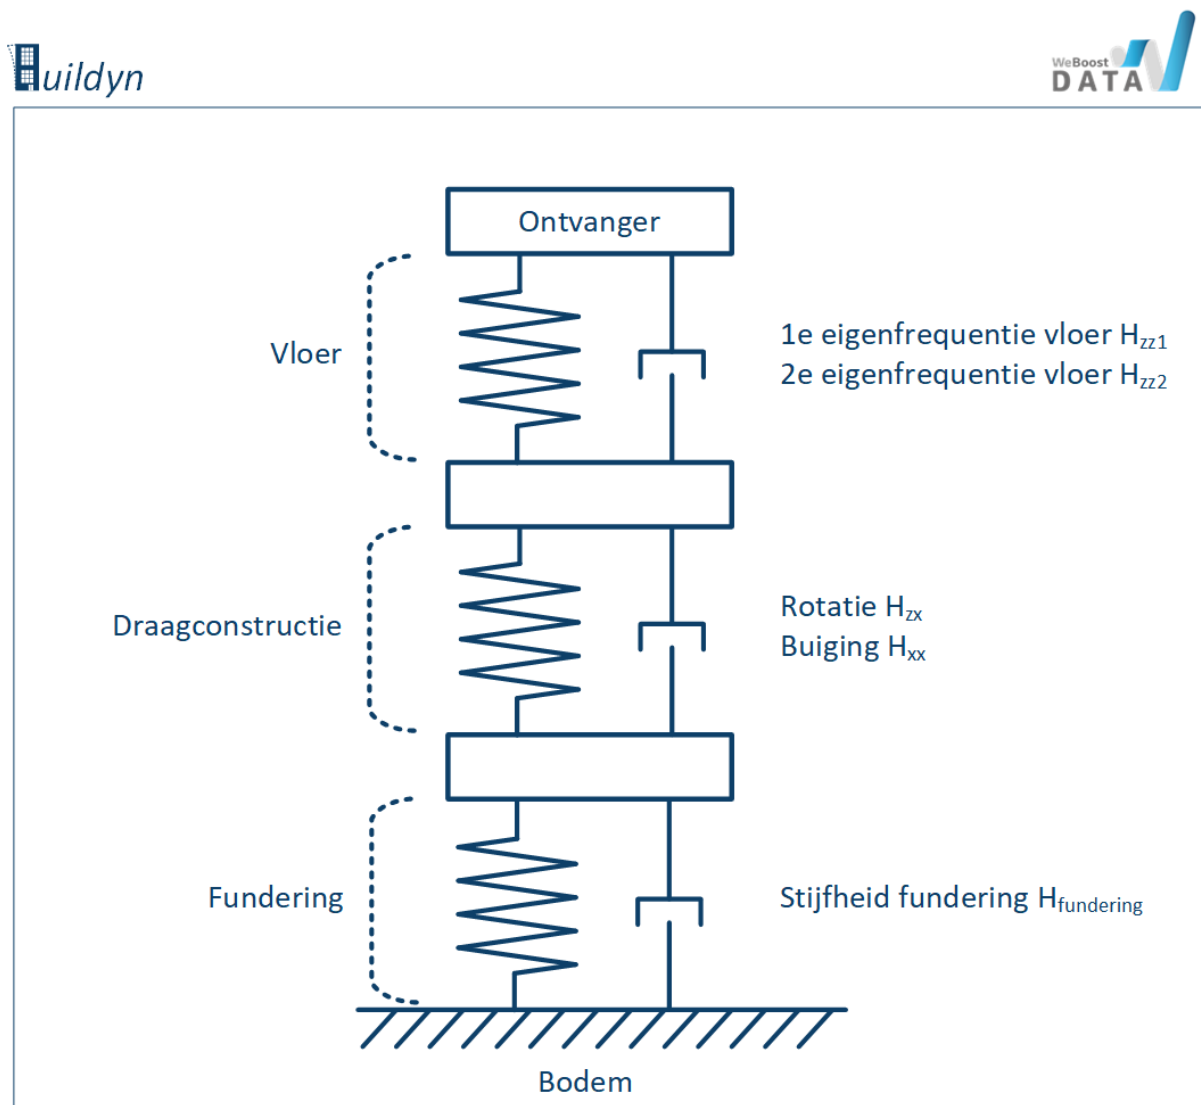 uildyn
WeBoost
DATA
Ontvanger
Vloer
1e eigenfrequentie vloer Hzz1
2e eigenfrequentie vloer Hzz2
Draagconstructie
Rotatie Hzx
Buiging Hxx
Fundering
Stijfheid fundering Hfundering
Bodem